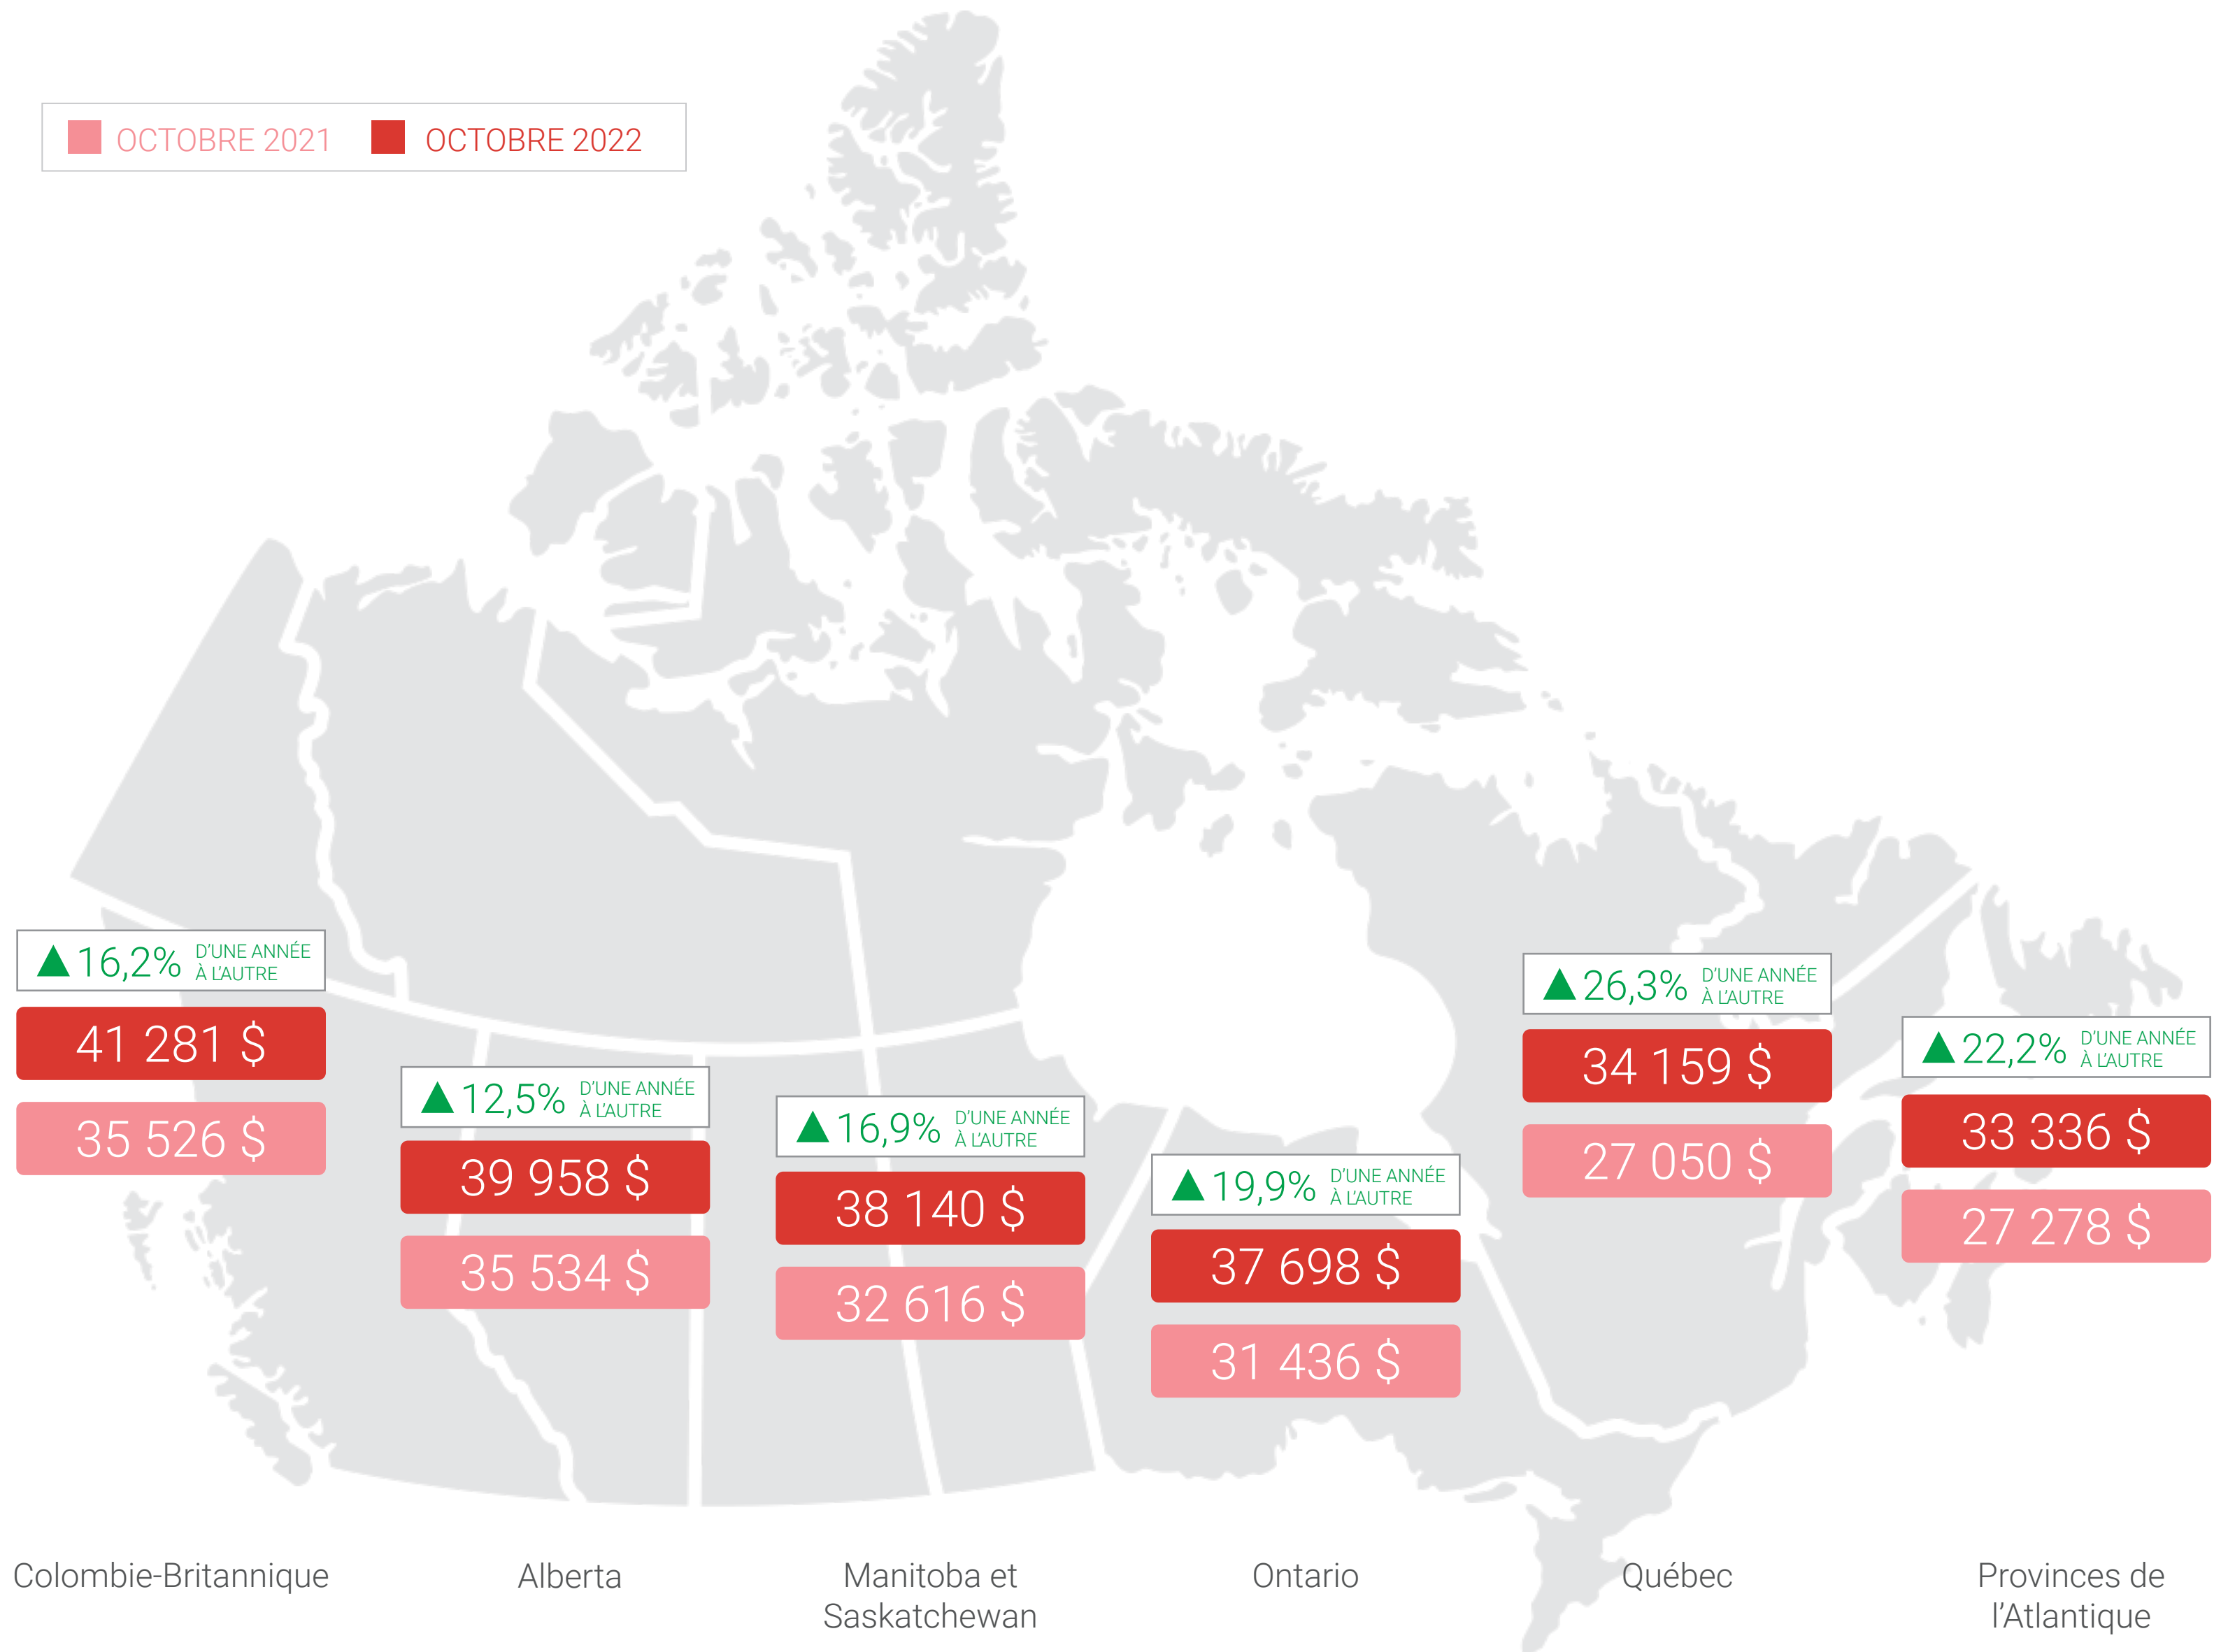 OCTOBRE 2021
OCTOBRE 2022
16,2%
D'UNE ANNÉE
À L'AUTRE
41 281 $
35 526 $
12,5%
D'UNE ANNÉE
À L'AUTRE
39 958 $
35 534 $
16,9%
D'UNE ANNÉE
À L'AUTRE
38 140 $
32 616 $
19,9%
D'UNE ANNÉE
À L'AUTRE
37 698 $
31 436 $
26,3%
D'UNE ANNÉE
À L'AUTRE
34 159 $
27 050 $
22,2%
D'UNE ANNÉE
À L'AUTRE
33 336 $
27 278 $
Colombie-Britannique
Alberta
Manitoba et
Saskatchewan
Ontario
Québec
Provinces de
l'Atlantique